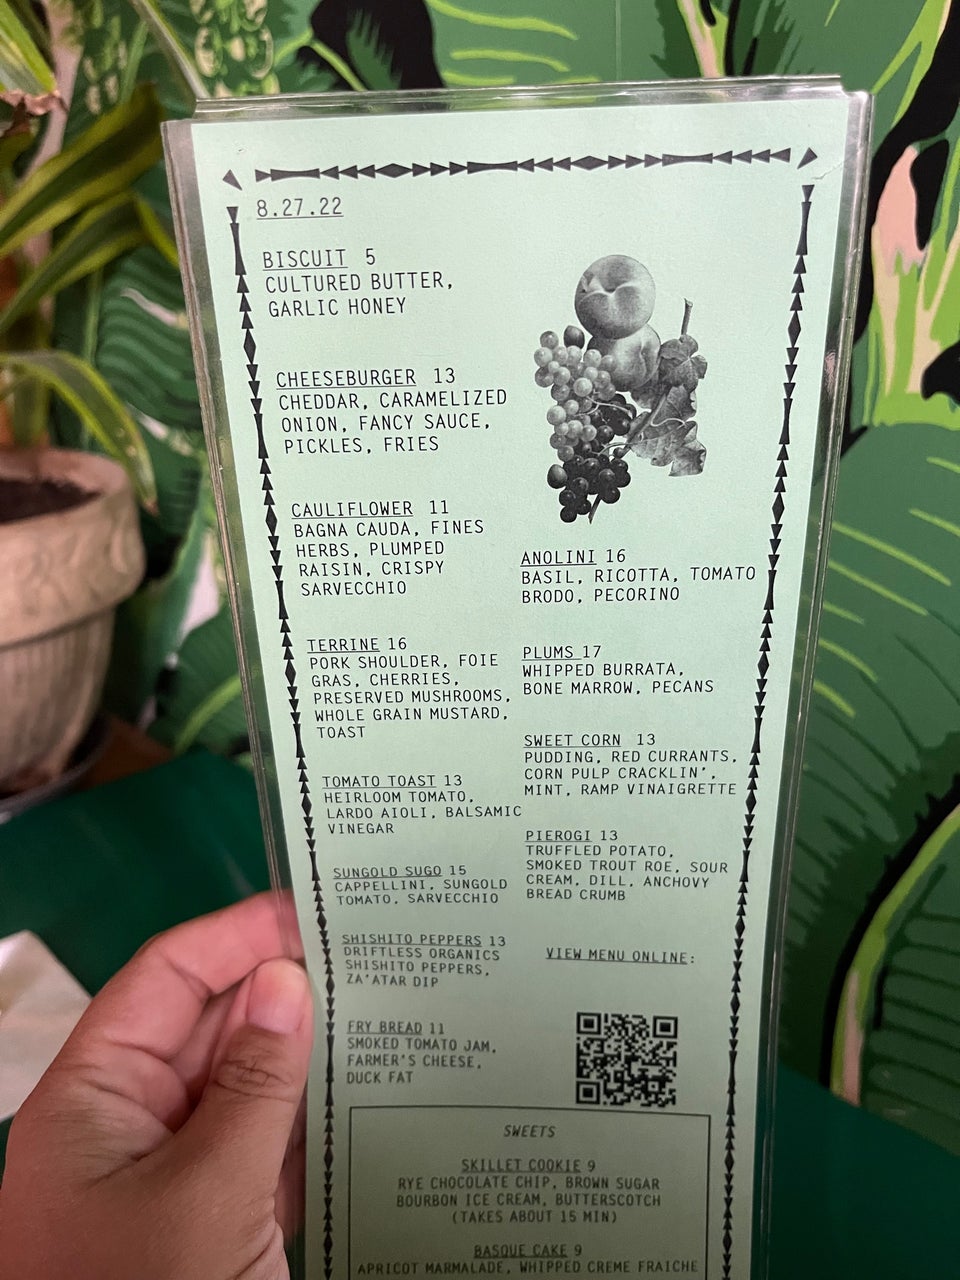 8.27.22
BISCUIT 5
CULTURED BUTTER,
GARLIC HONEY
CHEESEBURGER 13
CHEDDAR, CARAMELIZED
ONION, FANCY SAUCE,
PICKLES, FRIES
CAULIFLOWER 11
BAGNA CAUDA, FINES
HERBS, PLUMPED
RAISIN, CRISPY
SARVECCHIO
TERRINE 16
PORK SHOULDER, FOIE
GRAS, CHERRIES,
PRESERVED MUSHROOMS,
WHOLE GRAIN MUSTARD,
TOAST
TOMATO TOAST 13
HEIRLOOM TOMATO,
LARDO AIOLI, BALSAMIC
VINEGAR
SUNGOLD SUGO 15
CAPPELLINI, SUNGOLD
TOMATO, SARVECCHIO
SHISHITO PEPPERS 13
DRIFTLESS ORGANICS
SHISHITO PEPPERS,
ZA'ATAR DIP
FRY BREAD 11
SMOKED TOMATO JAM,
FARMER'S CHEESE,
DUCK FAT
ANOLINI 16
BASIL, RICOTTA, TOMATO
BRODO, PECORINO
PLUMS 17
WHIPPED BURRATA,
BONE MARROW, PECANS
SWEET CORN 13
PUDDING, RED CURRANTS,
CORN PULP CRACKLIN',
MINT, RAMP VINAIGRETTE
PIEROGI 13
TRUFFLED POTATO,
SMOKED TROUT ROE, SOUR
CREAM, DILL, ANCHOVY
BREAD CRUMB
VIEW MENU ONLINE:
SWEETS
SKILLET COOKIE 9
RYE CHOCOLATE CHIP, BROWN SUGAR
BOURBON ICE CREAM, BUTTERSCOTCH
(TAKES ABOUT 15 MIN)
BASQUE CAKE 9
APRICOT MARMALADE, WHIPPED CREME FRAICHE